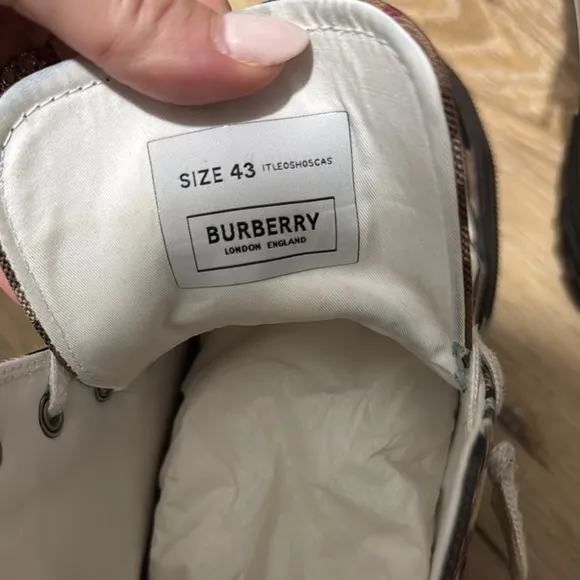 SIZE 43 ITLEOSHOSCAS
BURBERRY
LONDON ENGLAND